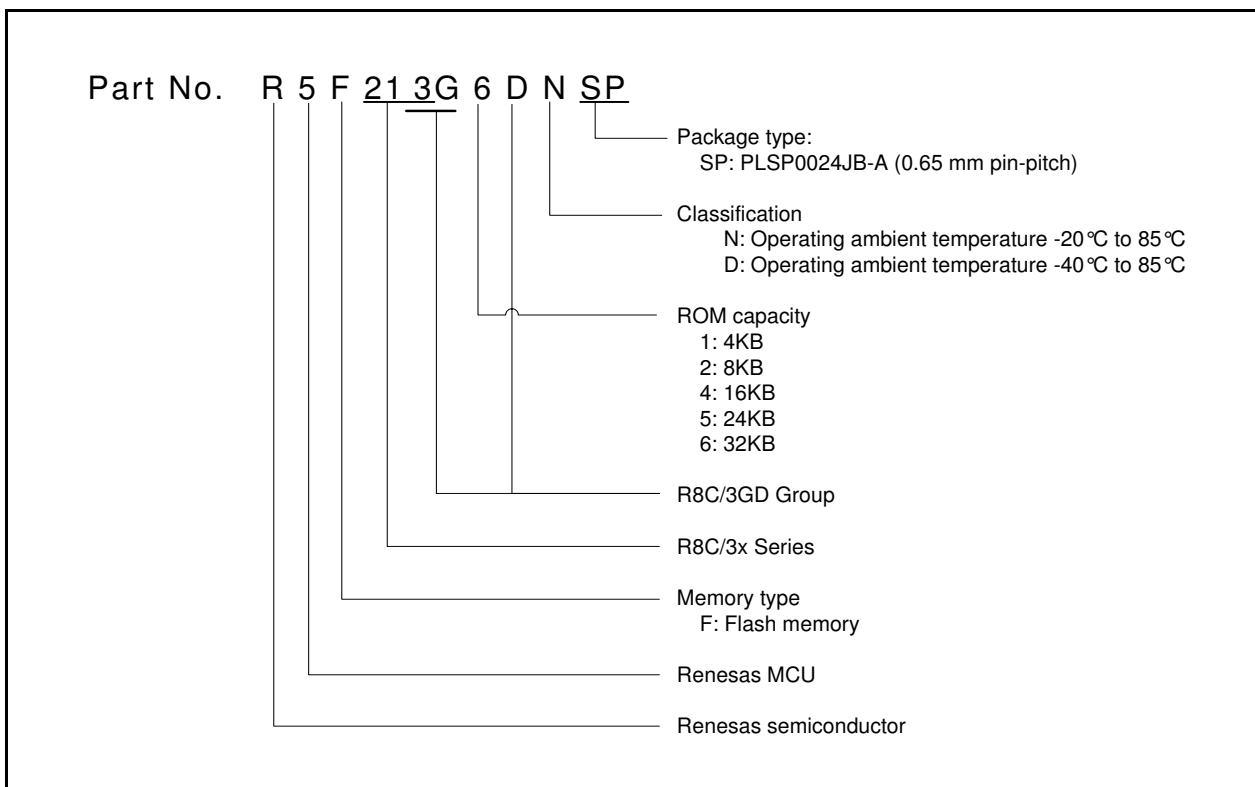 Part No. R 5 F 21 3G 6 D N SP
Package type:
SP: PLSP0024JB-A (0.65 mm pin-pitch)
Classification
N: Operating ambient temperature -20°C to 85°C
D: Operating ambient temperature -40°C to 85°C
ROM capacity
1: 4KB
2: 8KB
4: 16KB
5: 24KB
6: 32KB
R8C/3GD Group
R8C/3x Series
Memory type
F: Flash memory
Renesas MCU
Renesas semiconductor